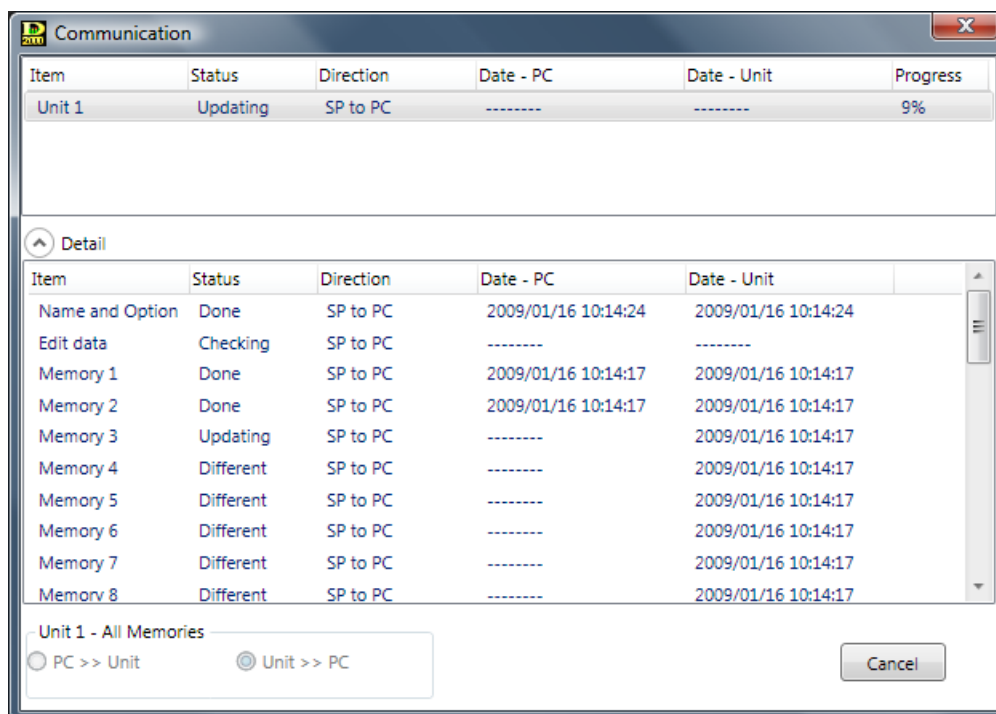 Communication
Item Status Direction Date - PC Date - Unit Progress
Unit 1 Updating SP to PC -------- -------- 9%
Detail
Item Status Direction Date - PC Date - Unit
Name and Option Done SP to PC 2009/01/16 10:14:24 2009/01/16 10:14:24
Edit data Checking SP to PC -------- --------
Memory 1 Done SP to PC 2009/01/16 10:14:17 2009/01/16 10:14:17
Memory 2 Done SP to PC 2009/01/16 10:14:17 2009/01/16 10:14:17
Memory 3 Updating SP to PC -------- 2009/01/16 10:14:17
Memory 4 Different SP to PC -------- 2009/01/16 10:14:17
Memory 5 Different SP to PC -------- 2009/01/16 10:14:17
Memory 6 Different SP to PC -------- 2009/01/16 10:14:17
Memory 7 Different SP to PC -------- 2009/01/16 10:14:17
Memory 8 Different SP to PC -------- 2009/01/16 10:14:17
Unit 1 - All Memories
PC >> Unit Unit >> PC
Cancel